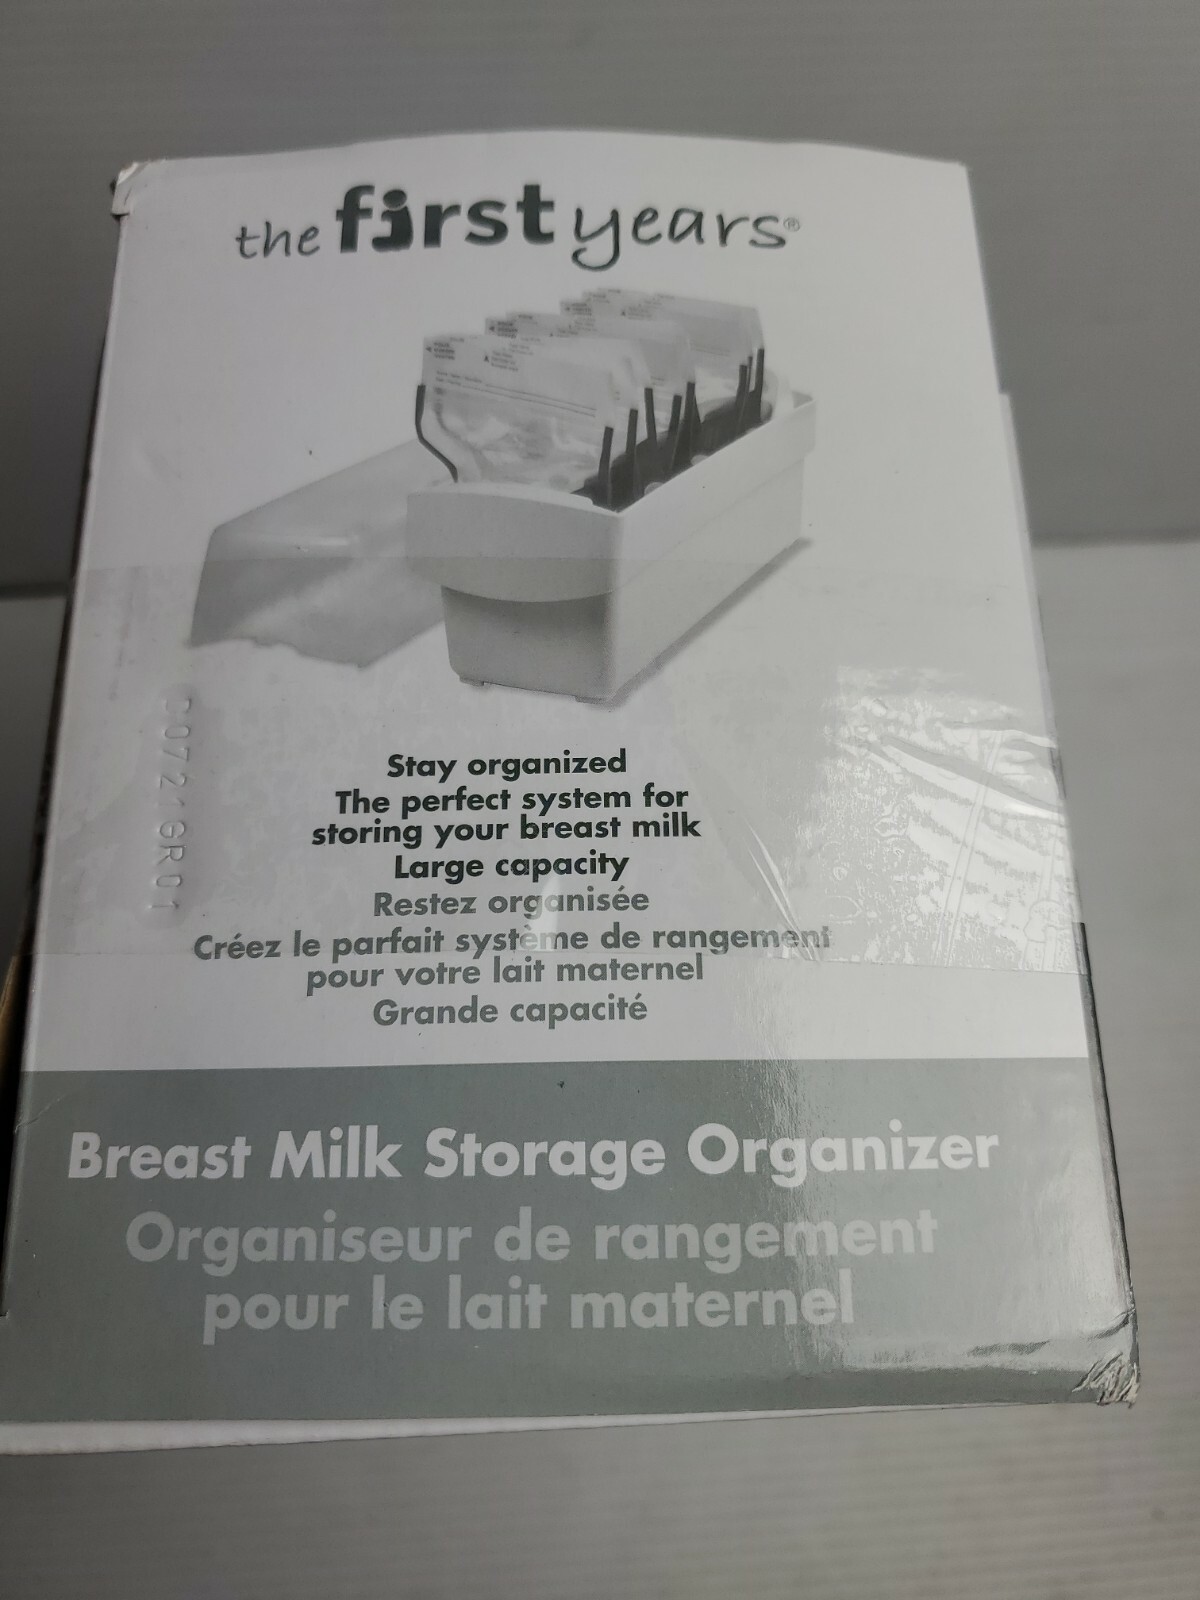 the first years®
Stay organized
The perfect system for
storing your breast milk
Large capacity
Restez organisée
Créez le parfait système de rangement
pour votre lait maternel
Grande capacité
Breast Milk Storage Organizer
Organiseur de rangement
pour le lait maternel